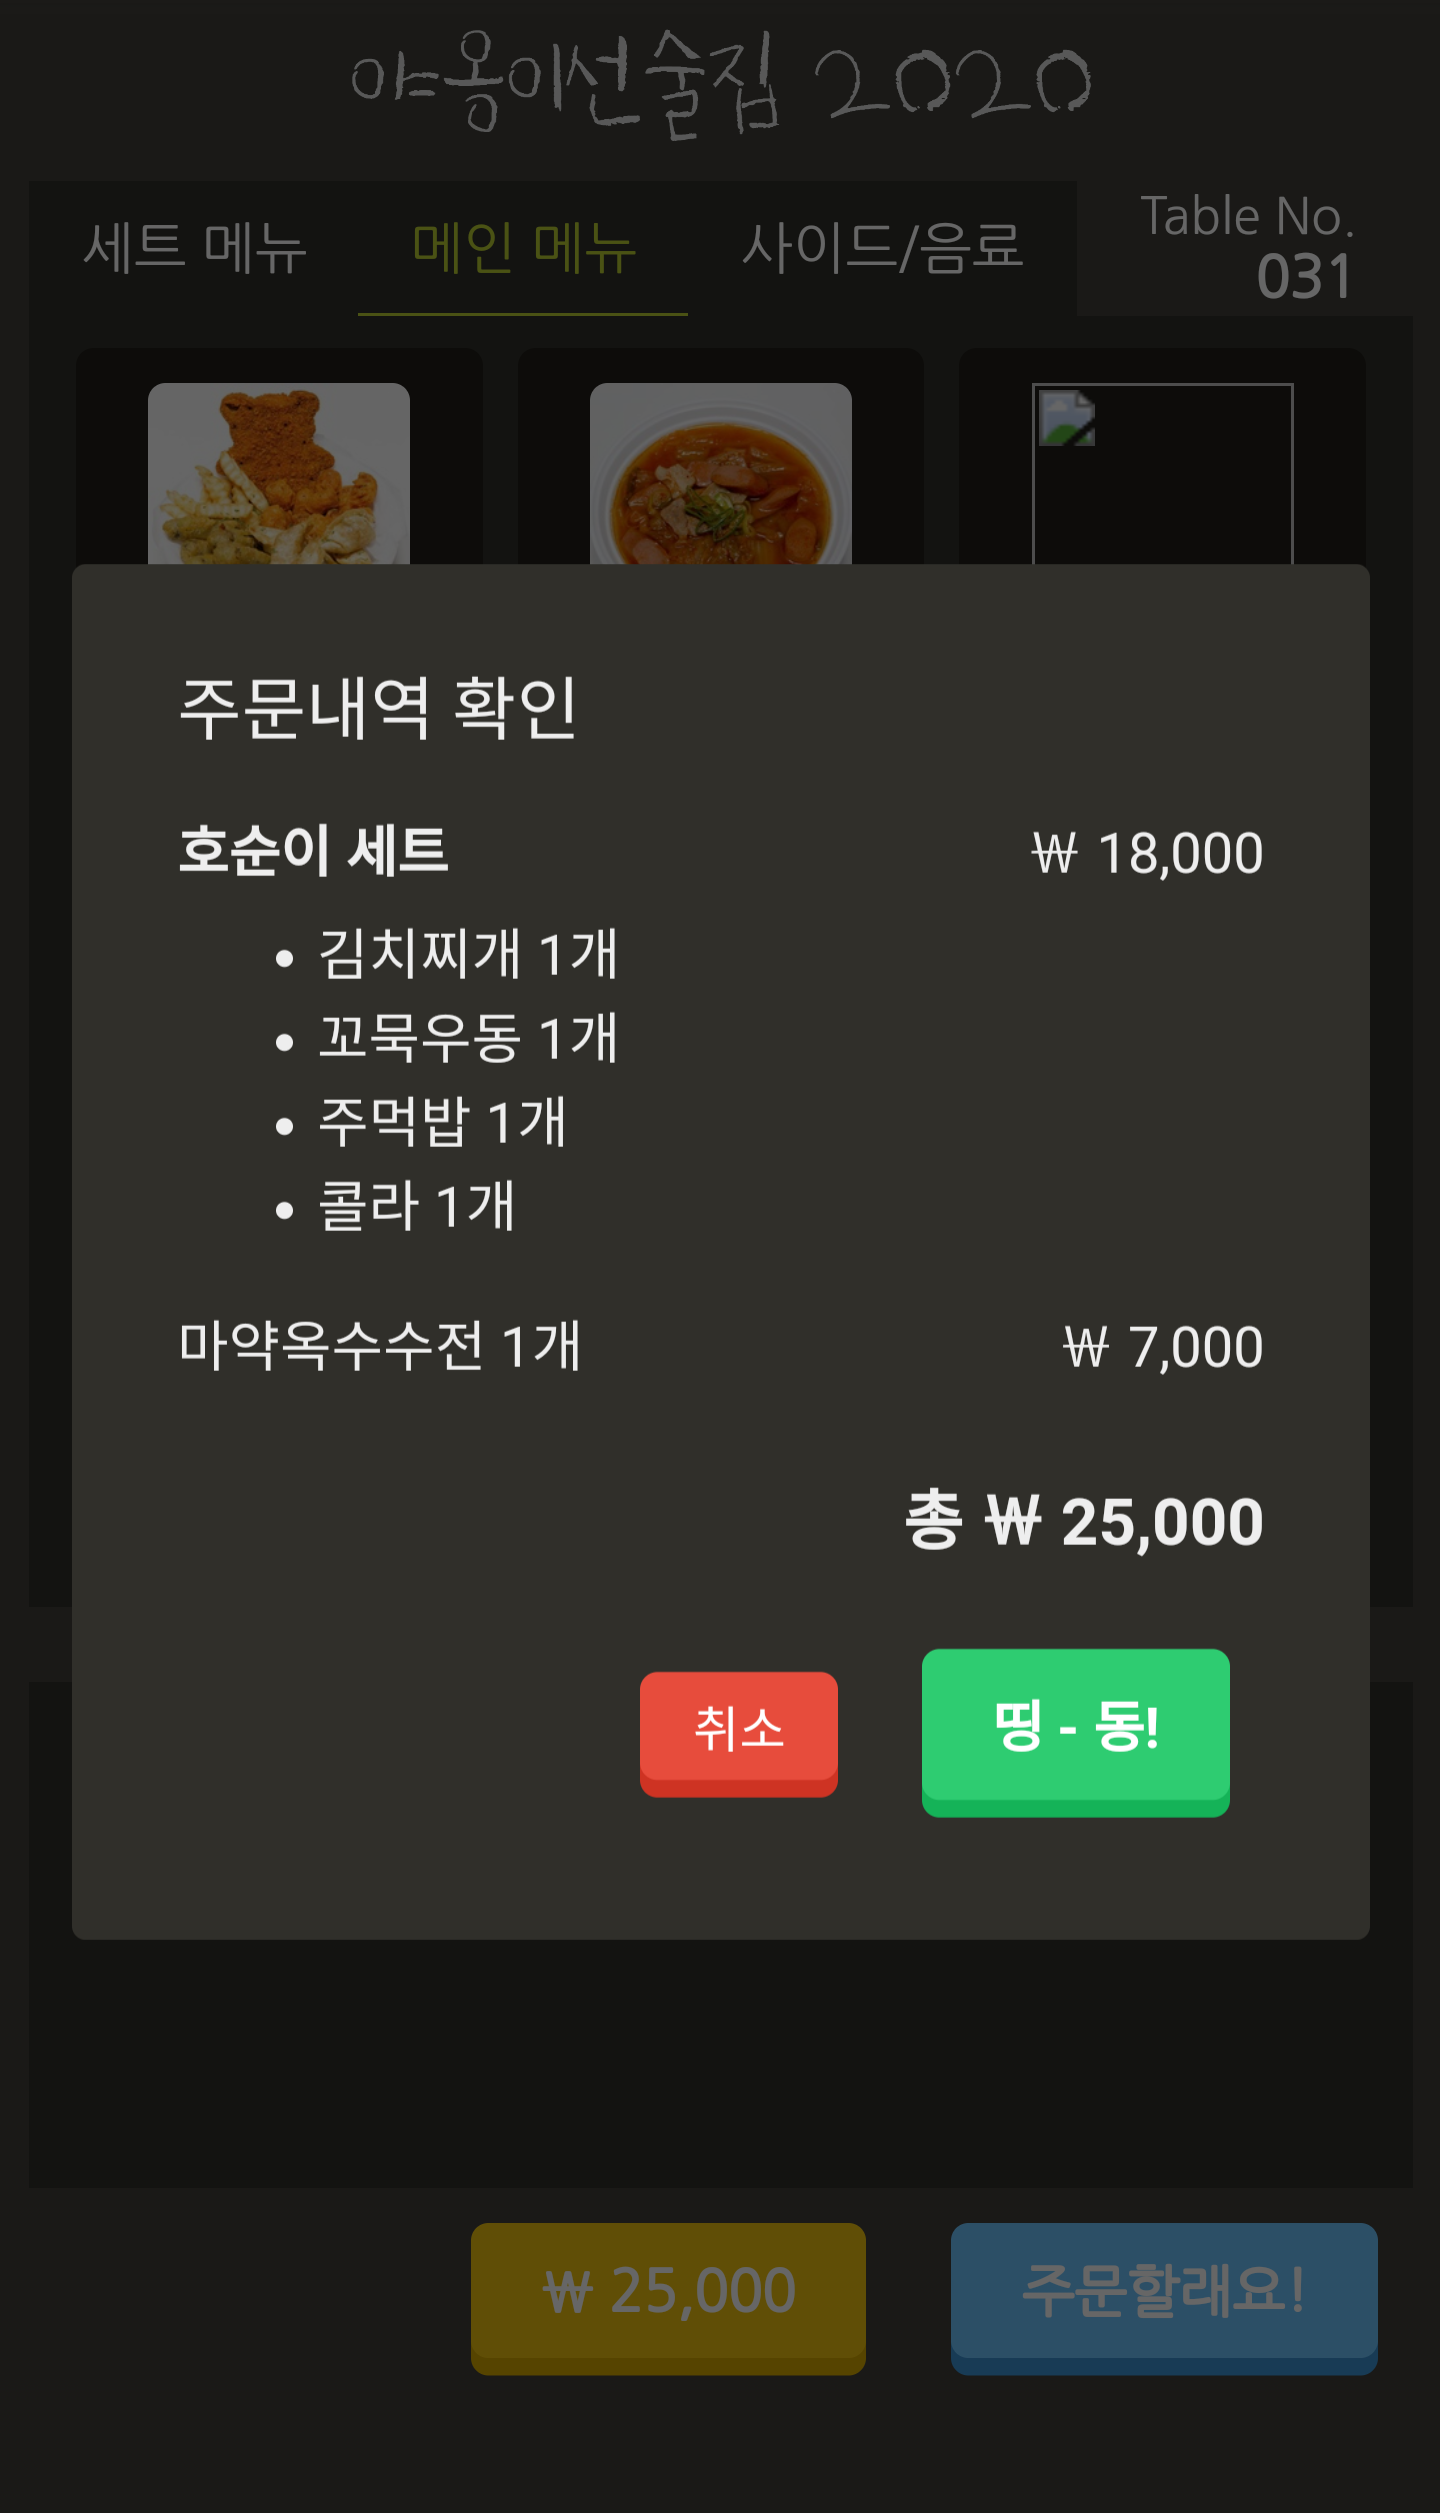 야옹이선술집 2020
세트 메뉴 메인 메뉴 사이드/음료 Table No.
031
주문내역 확인
호순이 세트 ₩ 18,000
• 김치찌개 1개
• 꼬묵우동 1개
• 주먹밥 1개
• 콜라 1개
마약옥수수전 1개 ₩ 7,000
총 ₩ 25,000
취소 띵 - 동!
₩ 25,000 주문할래요!